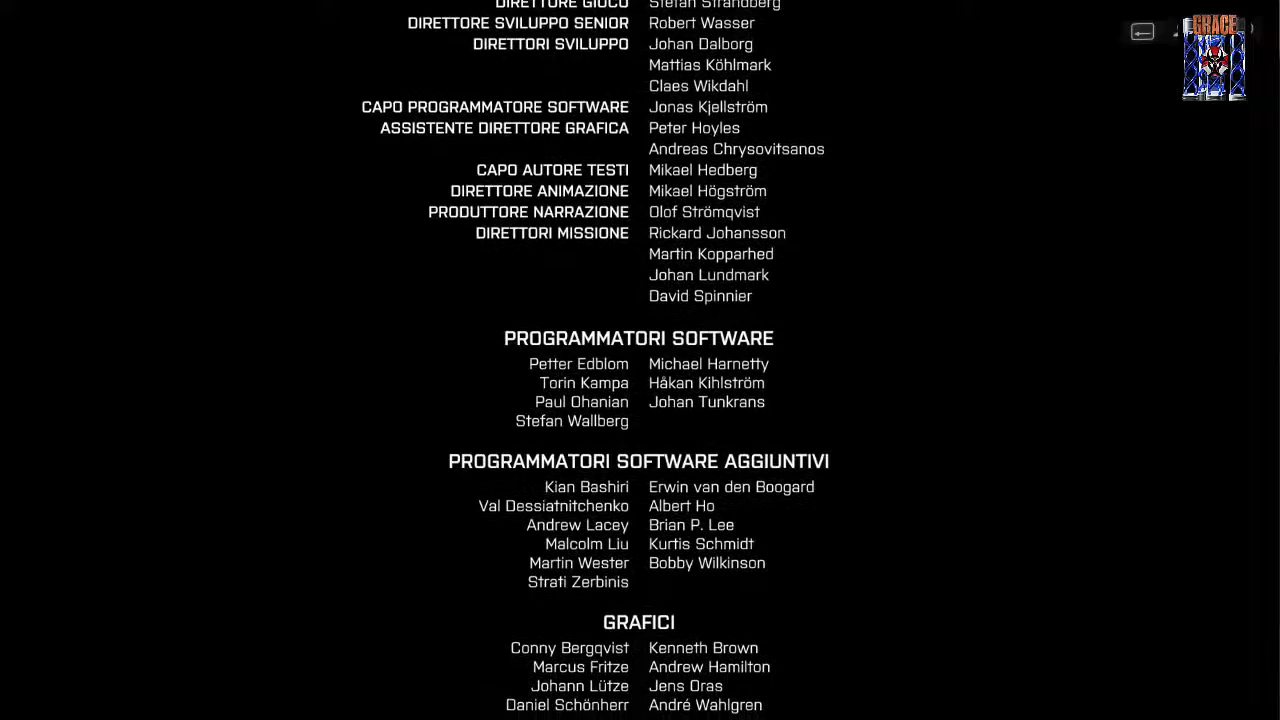 DIRETTORE GIOCO Stefan Strandberg
DIRETTORE SVILUPPO SENIOR Robert Wasser
DIRETTORI SVILUPPO Johan Dalborg
Mattias Köhlmark
Claes Wikdahl
CAPO PROGRAMMATORE SOFTWARE Jonas Kjellström
ASSISTENTE DIRETTORE GRAFICA Peter Hoyles
Andreas Chrysovitsanos
CAPO AUTORE TESTI Mikael Hedberg
DIRETTORE ANIMAZIONE Mikael Högström
PRODUTTORE NARRAZIONE Olof Strömqvist
DIRETTORI MISSIONE Rickard Johansson
Martin Kopparhed
Johan Lundmark
David Spinnier
PROGRAMMATORI SOFTWARE
Petter Edblom Michael Harnetty
Torin Kampa Håkan Kihlström
Paul Ohanian Johan Tunkrans
Stefan Wallberg
PROGRAMMATORI SOFTWARE AGGIUNTIVI
Kian Bashiri Erwin van den Boogard
Val Dessiatnitchenko Albert Ho
Andrew Lacey Brian P. Lee
Malcolm Liu Kurtis Schmidt
Martin Wester Bobby Wilkinson
Strati Zerbinis
GRAFICI
Conny Bergqvist Kenneth Brown
Marcus Fritze Andrew Hamilton
Johann Lütze Jens Oras
Daniel Schönherr André Wahlgren
GRACE